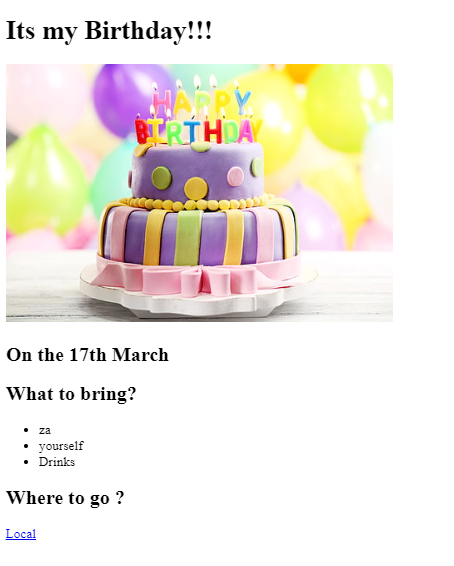 Its my Birthday!!!
HAPPY
BIRTHDAY
On the 17th March
What to bring?
za
yourself
Drinks
Where to go ?
Local